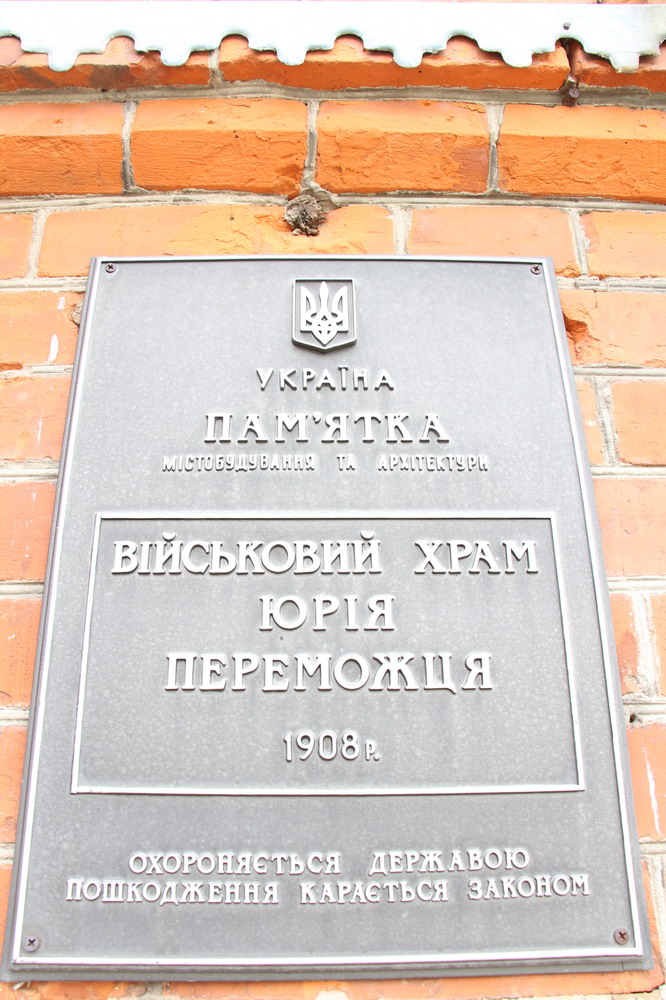 УКРАЇНА
ПАМ'ЯТКА
МІСТОБУДУВАННЯ ТА АРХІТЕКТУРИ
ВІЙСЬКОВИЙ ХРАМ
ЮРІЯ
ПЕРЕМОЖЦЯ
1908 р.
ОХОРОНЯЄТЬСЯ ДЕРЖАВОЮ
ПОШКОДЖЕННЯ КАРАЄТЬСЯ ЗАКОНОМ